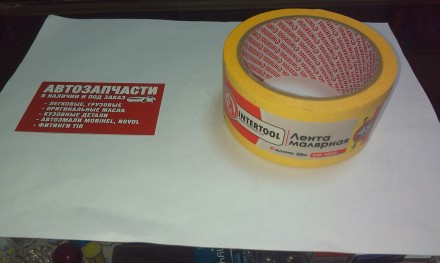 АВТОЗАПЧАСТИ
В НАЛИЧИИ И ПОД ЗАКАЗ
- ЛЕГКОВЫЕ, ГРУЗОВЫЕ
- ОРИГИНАЛЬНЫЕ МАСЛА
- КУЗОВНЫЕ ДЕТАЛИ
- АВТОЭМАЛИ MOBIHEL, NOVOL
- ФИТИНГИ TIR
INTERTOOL
Лента
малярная